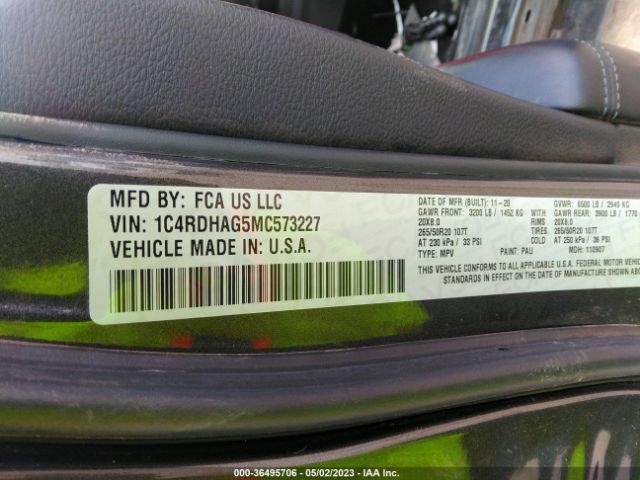 MFD BY: FCA US LLC
VIN: 1C4RDHAG5MC573227
VEHICLE MADE IN: U.S.A.
DATE OF MFR (BUILT): 11-20 GVWR: 6500 LB / 2949 KG
GAWR FRONT: 3200 LB / 1452 KG WITH GAWR REAR: 3900 LB / 1770
20X8.0 RIMS 20X8.0
265/50R20 107T TIRES 265/50R20 107T
AT 230 kPa / 33 PSI COLD AT 250 kPa / 36 PSI
TYPE: MPV PAINT: PAU MDH: 110907
THIS VEHICLE CONFORMS TO ALL APPLICABLE U.S.A. FEDERAL MOTOR VEHICLE
STANDARDS IN EFFECT ON THE DATE OF MANUFACTURE SHOWN
000-36495706 - 05/02/2023 - IAA Inc.